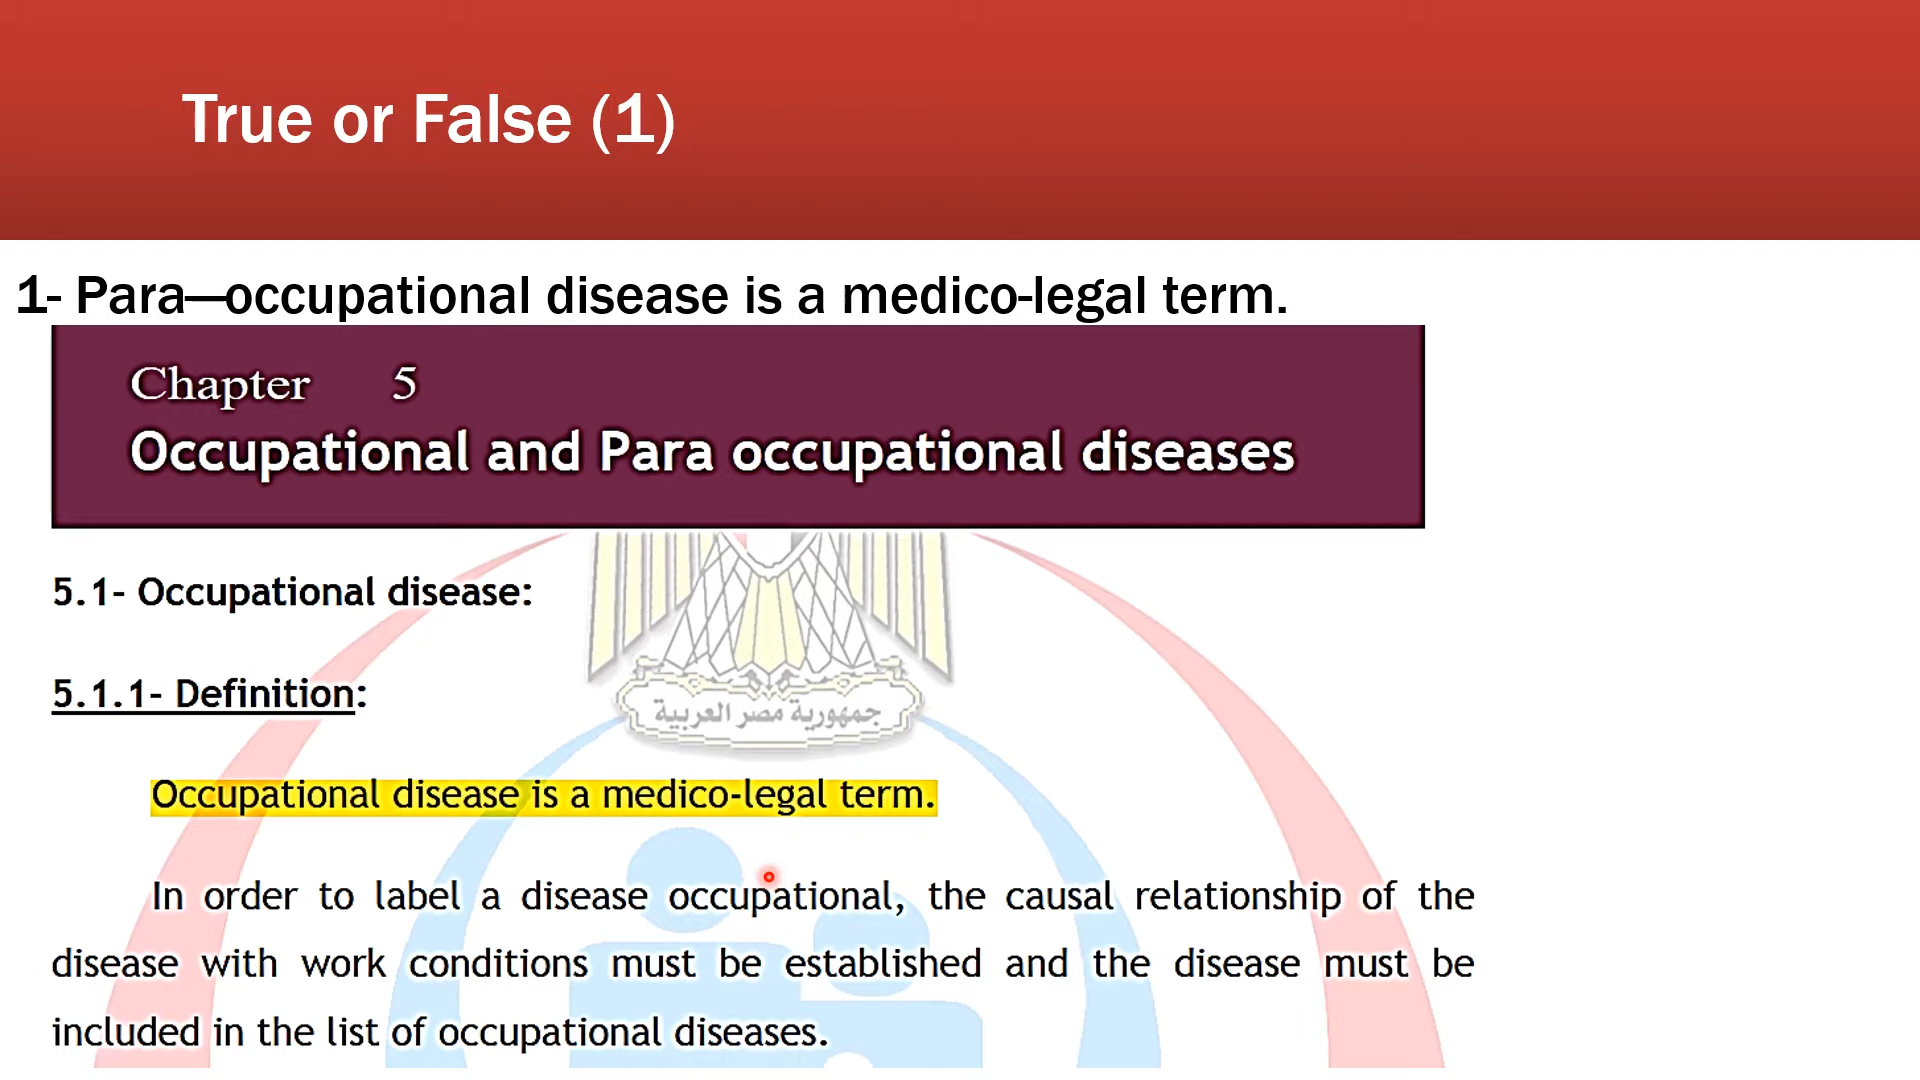 True or False (1)
1- Para—occupational disease is a medico-legal term.
Chapter 5
Occupational and Para occupational diseases
5.1- Occupational disease:
5.1.1- Definition:
جمهورية مصر العربية
Occupational disease is a medico-legal term.
In order to label a disease occupational, the causal relationship of the
disease with work conditions must be established and the disease must be
included in the list of occupational diseases.